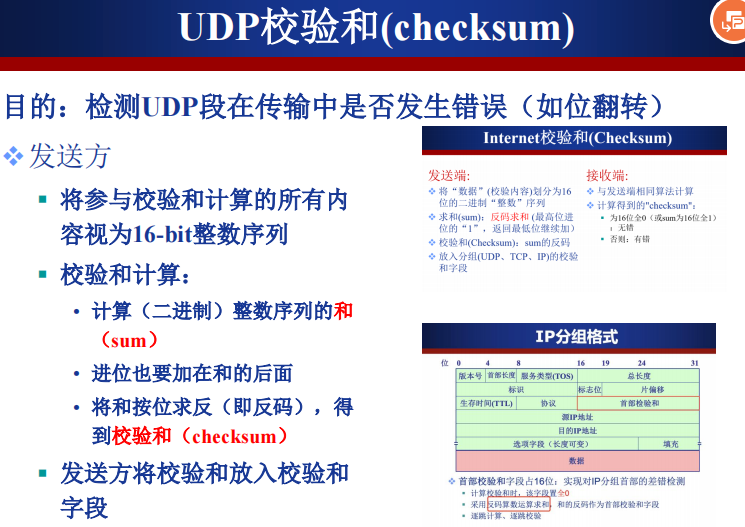 UDP校验和(checksum)
目的：检测UDP段在传输中是否发生错误（如位翻转）
发送方
将参与校验和计算的所有内
容视为16-bit整数序列
校验和计算：
计算（二进制）整数序列的和
（sum）
进位也要加在和的后面
将和按位求反（即反码），得
到校验和（checksum）
发送方将校验和放入校验和
字段
Internet校验和(Checksum)
发送端:
将“数据”(校验内容)划分为16
位的二进制“整数”序列
求和(sum): 反码求和 (最高位进
位的“1”，返回最低位继续加)
校验和(Checksum)：sum的反码
放入分组(UDP、TCP、IP)的校验
和字段
接收端:
与发送端相同算法计算
计算得到的"checksum":
为16位全0（或sum为16位全1）
：无错
否则：有错
IP分组格式
位 0 4 8 16 19 24 31
版本号 首部长度 服务类型(TOS) 总长度
标识 标志位 片偏移
生存时间(TTL) 协议 首部检验和
源IP地址
目的IP地址
选项字段（长度可变） 填充
数据
首部校验和字段占16位：实现对IP分组首部的差错检测
计算校验和时，该字段置全0
采用反码算数运算求和，和的反码作为首部校验和字段
逐跳计算、逐跳校验